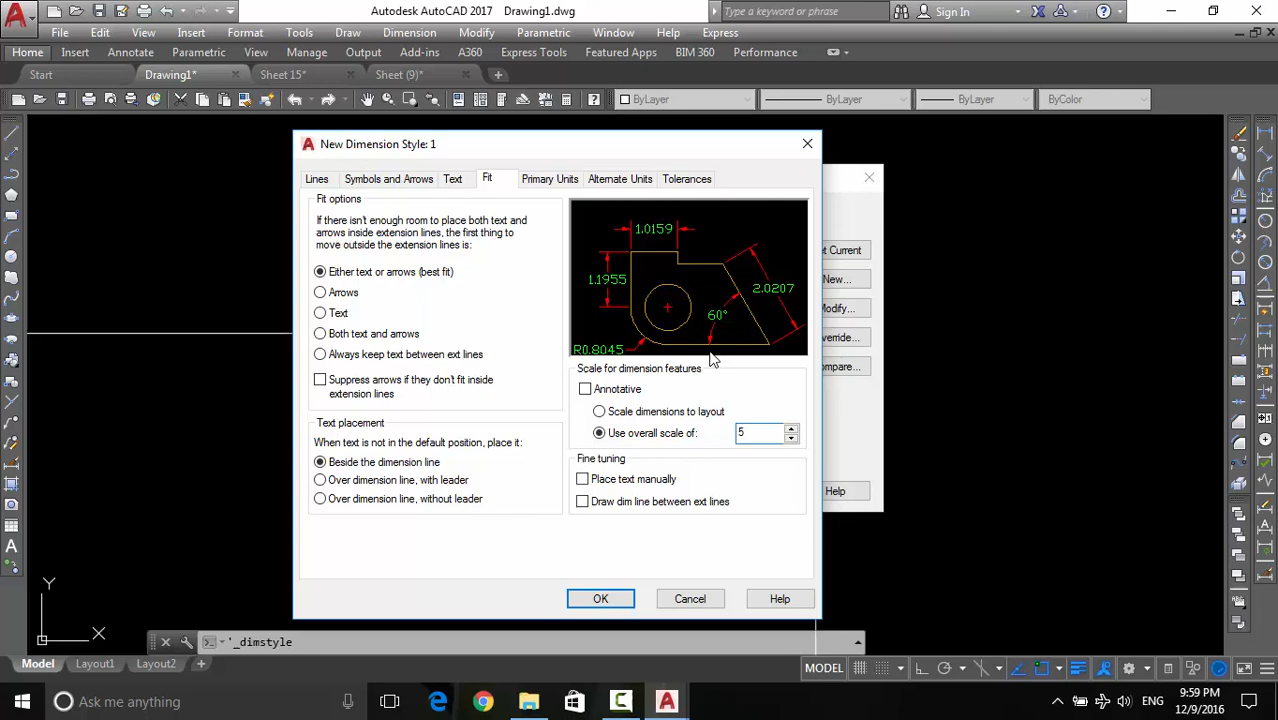 Autodesk AutoCAD 2017 Drawing1.dwg
Type a keyword or phrase
Sign In
File Edit View Insert Format Tools Draw Dimension Modify Parametric Window Help Express
Home Insert Annotate Parametric View Manage Output Add-ins A360 Express Tools Featured Apps BIM 360 Performance
Start Drawing1* Sheet 15* Sheet (9)*
ByLayer ByLayer ByLayer ByColor
New Dimension Style: 1
Lines Symbols and Arrows Text Fit Primary Units Alternate Units Tolerances
Fit options
If there isn't enough room to place both text and
arrows inside extension lines, the first thing to
move outside the extension lines is:
Either text or arrows (best fit)
Arrows
Text
Both text and arrows
Always keep text between ext lines
Suppress arrows if they don't fit inside
extension lines
Text placement
When text is not in the default position, place it:
Beside the dimension line
Over dimension line, with leader
Over dimension line, without leader
1.0159
1.1955
2.0207
60°
R0.8045
Scale for dimension features
Annotative
Scale dimensions to layout
Use overall scale of: 5
Fine tuning
Place text manually
Draw dim line between ext lines
OK Cancel Help
et Current
New...
Modify...
verride...
ompare...
Help
Y
X
'_dimstyle
Model Layout1 Layout2
MODEL
Ask me anything
ENG
9:59 PM
12/9/2016